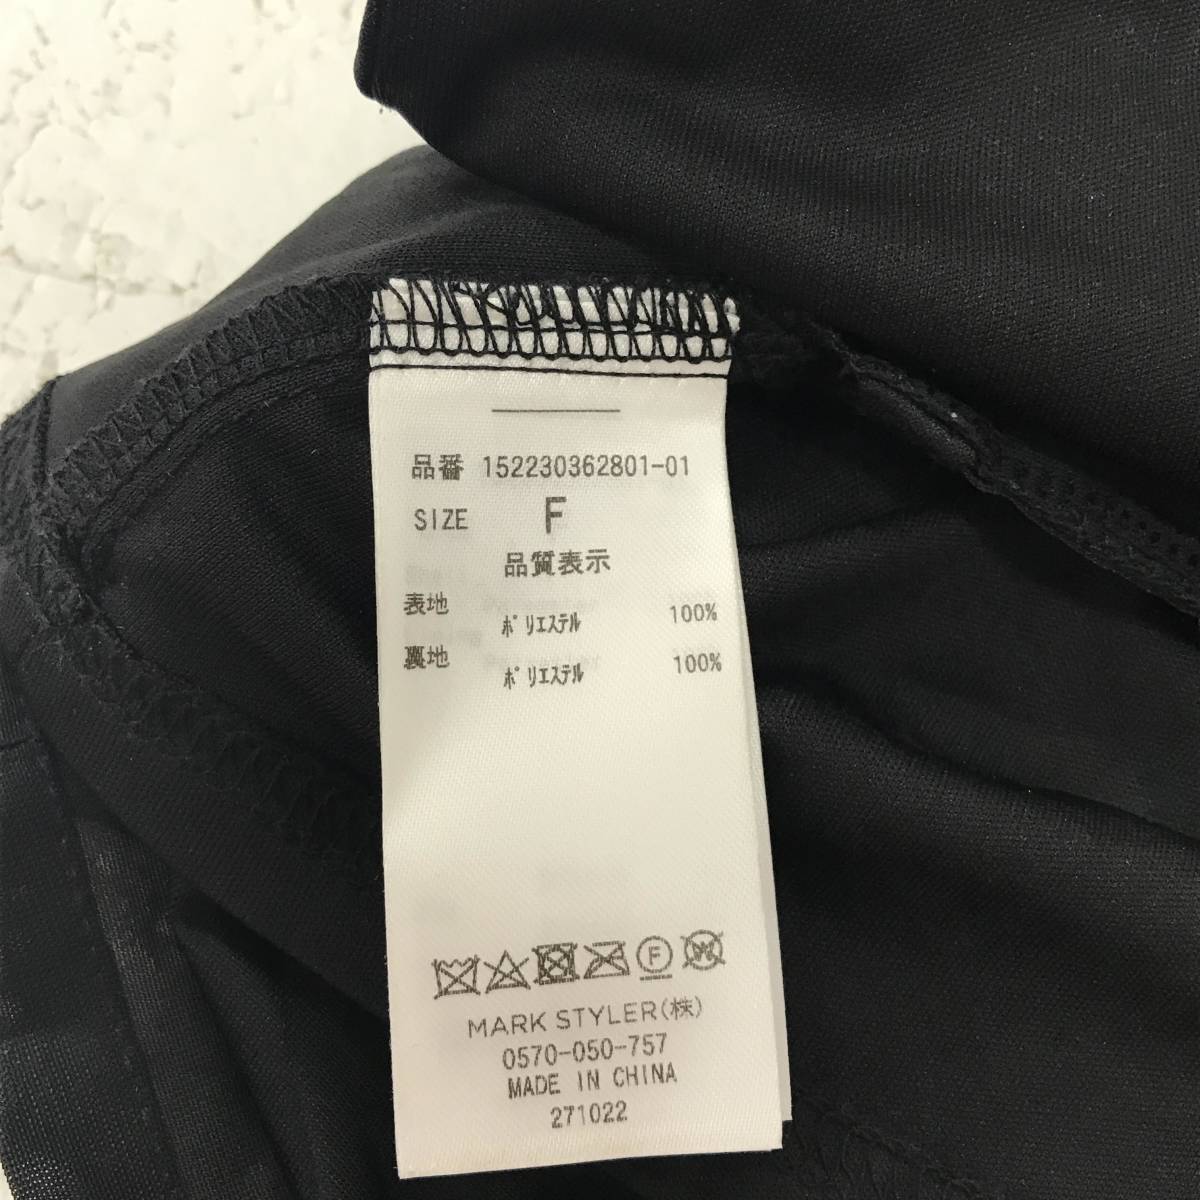 品番 152230362801-01
SIZE F
品質表示
表地 ﾎﾟﾘｴｽﾃﾙ 100%
裏地 ﾎﾟﾘｴｽﾃﾙ 100%
F
W
MARK STYLER(株)
0570-050-757
MADE IN CHINA
271022